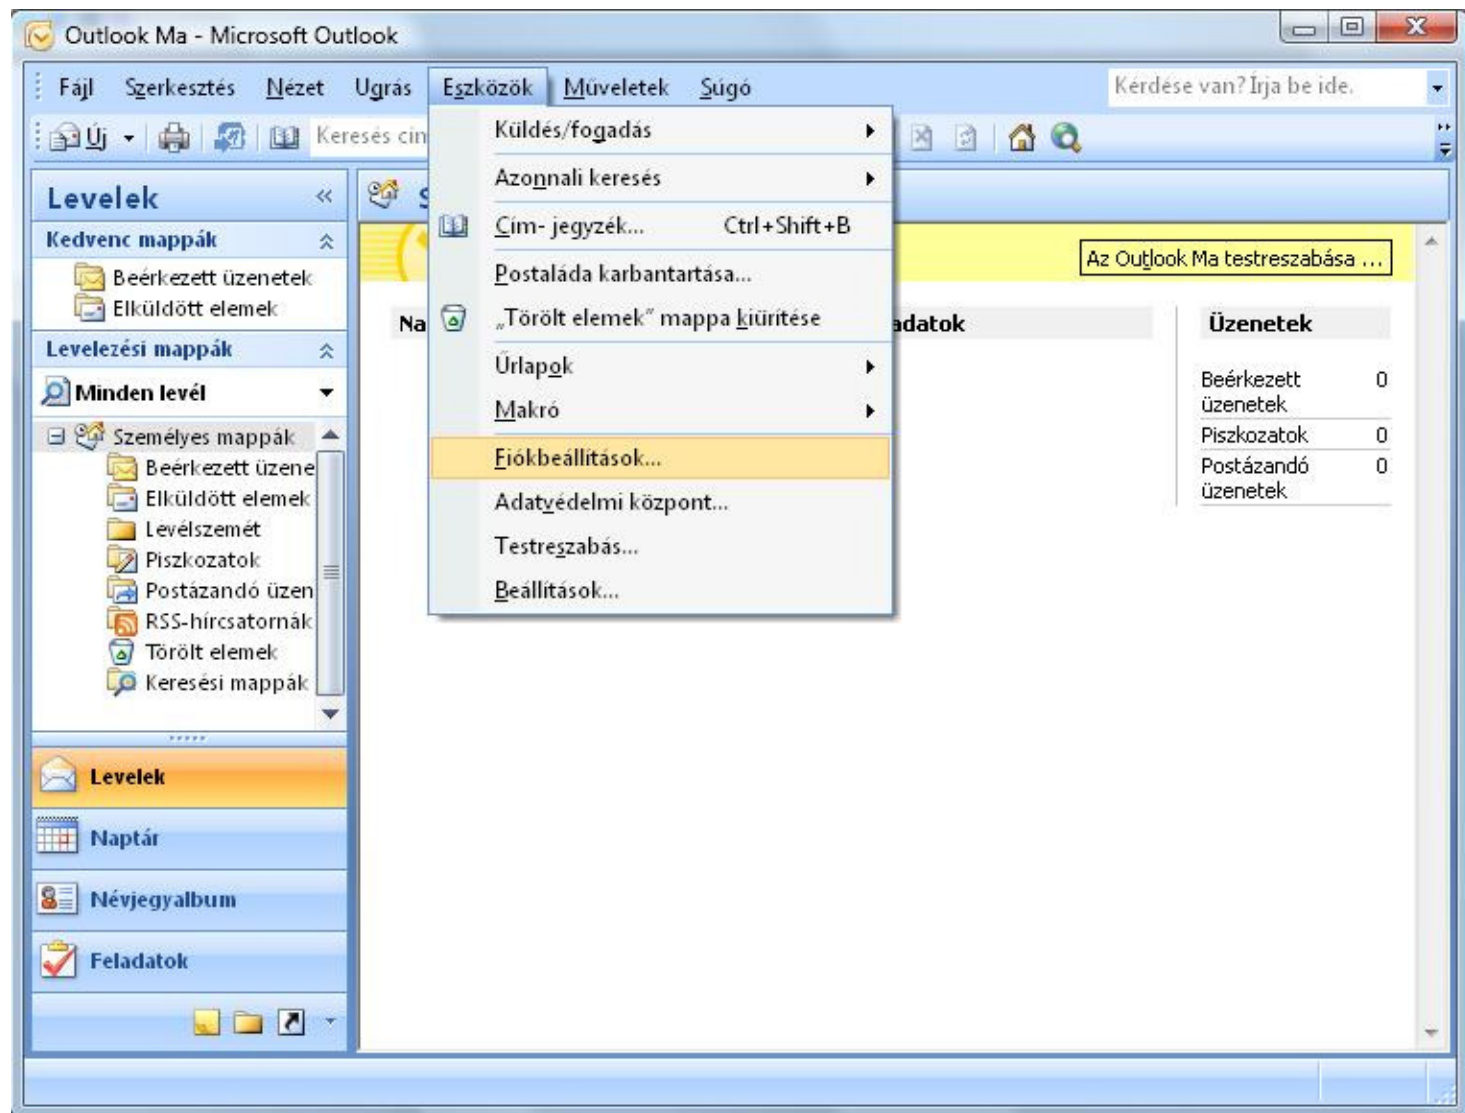 Outlook Ma - Microsoft Outlook
Fájl Szerkesztés Nézet Ugrás Eszközök Műveletek Súgó Kérdése van? Írja be ide.
Új Keresés
Levelek
Kedvenc mappák
Beérkezett üzenetek
Elküldött elemek
Levelezési mappák
Minden levél
Személyes mappák
Beérkezett üzene
Elküldött elemek
Levélszemét
Piszkozatok
Postázandó üzen
RSS-hírcsatornák
Törölt elemek
Keresési mappák
Levelek
Naptár
Névjegyalbum
Feladatok
Küldés/fogadás
Azonnali keresés
Cím- jegyzék... Ctrl+Shift+B
Postaláda karbantartása...
„Törölt elemek” mappa kiürítése
Űrlapok
Makró
Fiókbeállítások...
Adatvédelmi központ...
Testreszabás...
Beállítások...
Az Outlook Ma testreszabása ...
Na adatok Üzenetek
Beérkezett üzenetek 0
Piszkozatok 0
Postázandó üzenetek 0